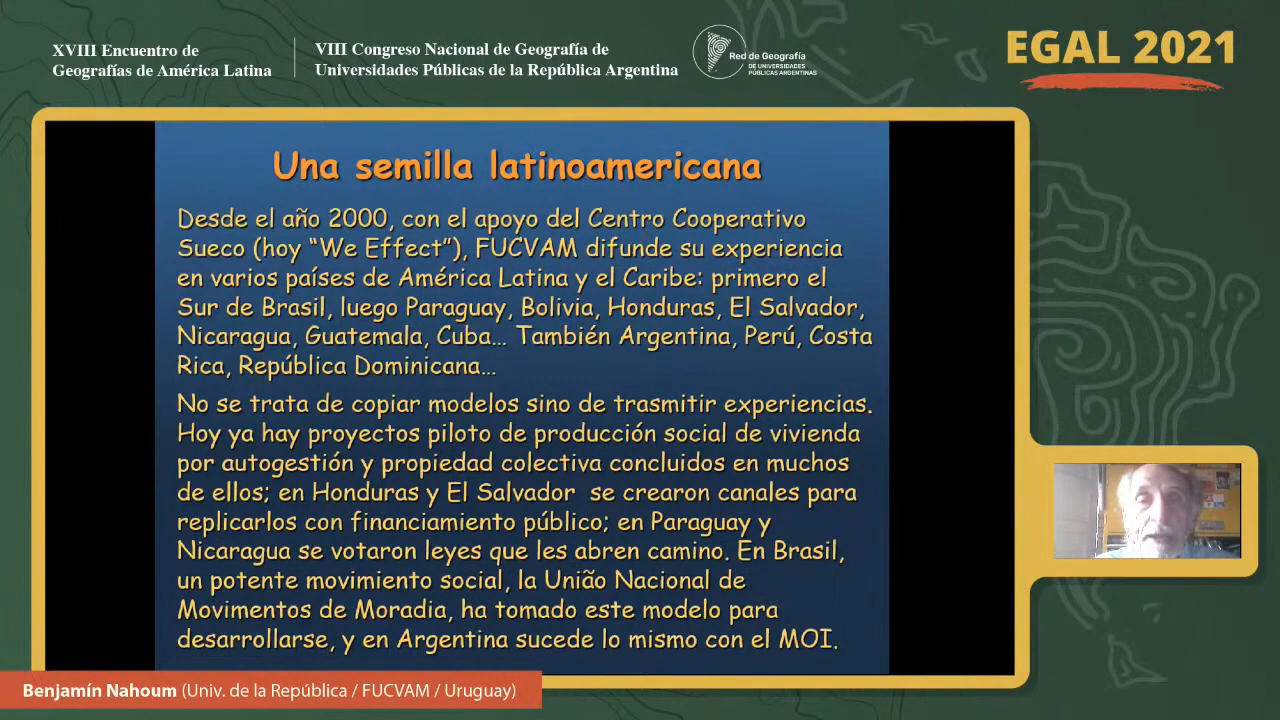 XVIII Encuentro de
Geografías de América Latina
VIII Congreso Nacional de Geografía de
Universidades Públicas de la República Argentina
Red de Geografía
DE UNIVERSIDADES
PÚBLICAS ARGENTINAS
EGAL 2021
Una semilla latinoamericana
Desde el año 2000, con el apoyo del Centro Cooperativo
Sueco (hoy “We Effect”), FUCVAM difunde su experiencia
en varios países de América Latina y el Caribe: primero el
Sur de Brasil, luego Paraguay, Bolivia, Honduras, El Salvador,
Nicaragua, Guatemala, Cuba… También Argentina, Perú, Costa
Rica, República Dominicana…
No se trata de copiar modelos sino de trasmitir experiencias.
Hoy ya hay proyectos piloto de producción social de vivienda
por autogestión y propiedad colectiva concluidos en muchos
de ellos; en Honduras y El Salvador se crearon canales para
replicarlos con financiamiento público; en Paraguay y
Nicaragua se votaron leyes que les abren camino. En Brasil,
un potente movimiento social, la União Nacional de
Movimentos de Moradia, ha tomado este modelo para
desarrollarse, y en Argentina sucede lo mismo con el MOI.
Benjamín Nahoum (Univ. de la República / FUCVAM / Uruguay)